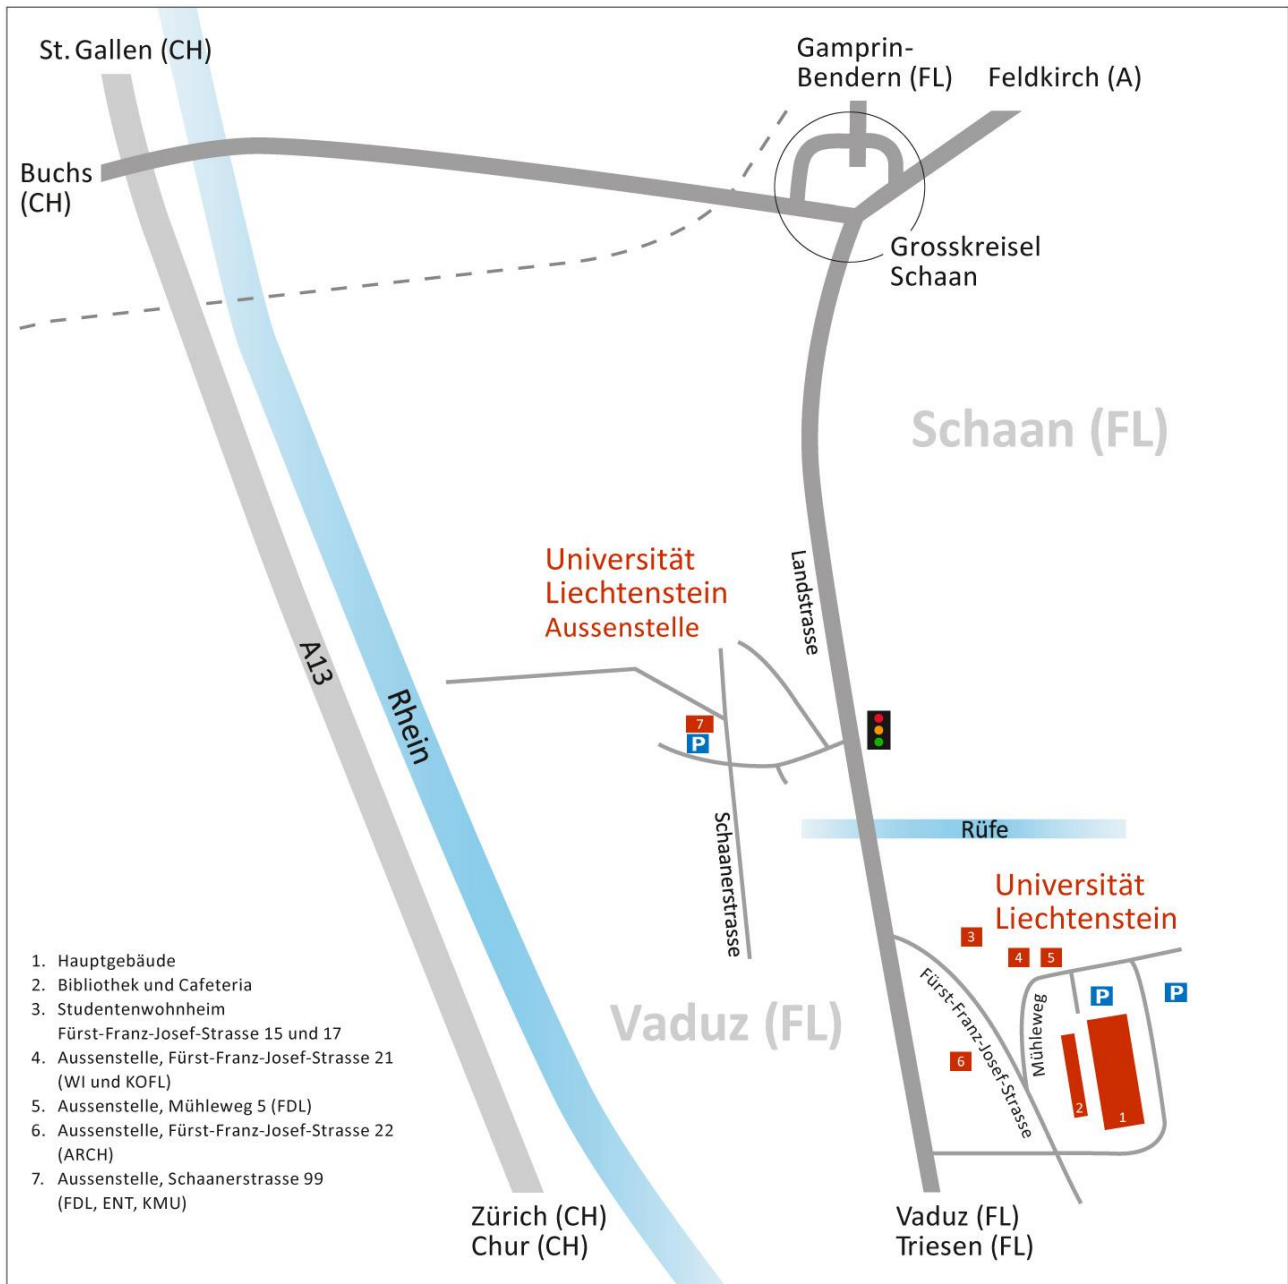 St. Gallen (CH)
Gamprin-
Bendern (FL)
Feldkirch (A)
Buchs
(CH)
Grosskreisel
Schaan
Schaan (FL)
Universität
Liechtenstein
Aussenstelle
Landstrasse
A13
Rhein
7
P
Schaanerstrasse
Rüfe
Universität
Liechtenstein
3
4
5
P
P
Fürst-Franz-Josef-Strasse
Mühleweg
6
2
1
Vaduz (FL)
1. Hauptgebäude
2. Bibliothek und Cafeteria
3. Studentenwohnheim
Fürst-Franz-Josef-Strasse 15 und 17
4. Aussenstelle, Fürst-Franz-Josef-Strasse 21
(WI und KOFL)
5. Aussenstelle, Mühleweg 5 (FDL)
6. Aussenstelle, Fürst-Franz-Josef-Strasse 22
(ARCH)
7. Aussenstelle, Schaanerstrasse 99
(FDL, ENT, KMU)
Zürich (CH)
Chur (CH)
Vaduz (FL)
Triesen (FL)